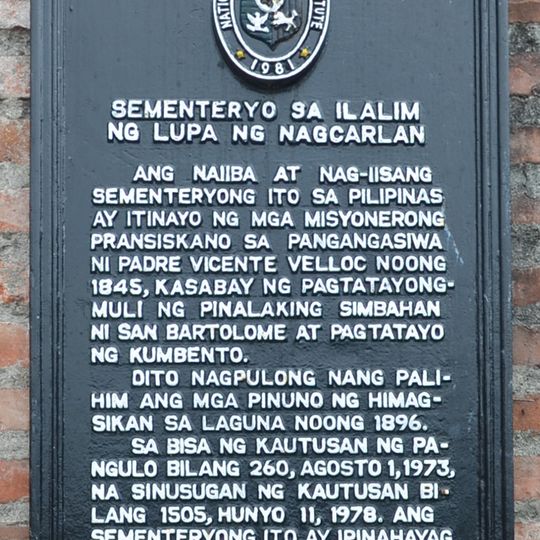 1981
SEMENTERYO SA ILALIM
NG LUPA NG NAGCARLAN
ANG NAIIBA AT NAG-IISANG
SEMENTERYONG ITO SA PILIPINAS
AY ITINAYO NG MGA MISYONERONG
PRANSISKANO SA PANGANGASIWA
NI PADRE VICENTE VELLOC NOONG
1845, KASABAY NG PAGTATAYONG-
MULI NG PINALAKING SIMBAHAN
NI SAN BARTOLOME AT PAGTATAYO
NG KUMBENTO.
DITO NAGPULONG NANG PALI-
HIM ANG MGA PINUNO NG HIMAG-
SIKAN SA LAGUNA NOONG 1896.
SA BISA NG KAUTUSAN NG PA-
NGULO BILANG 260, AGOSTO 1, 1973,
NA SINUSUGAN NG KAUTUSAN BI-
LANG 1505, HUNYO 11, 1978. ANG
SEMENTERYONG ITO AY IPINAHAYAG